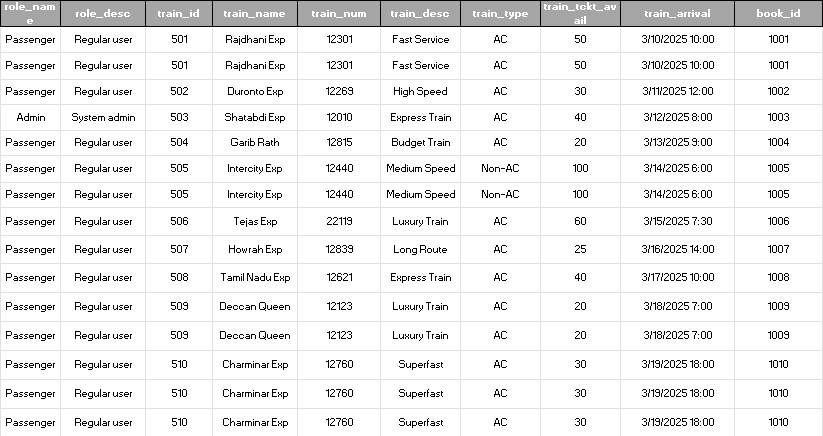 role_nam
e role_desc train_id train_name train_num train_desc train_type train_tckt_av
ail train_arrival book_id
Passenger Regular user 501 Rajdhani Exp 12301 Fast Service AC 50 3/10/2025 10:00 1001
Passenger Regular user 501 Rajdhani Exp 12301 Fast Service AC 50 3/10/2025 10:00 1001
Passenger Regular user 502 Duronto Exp 12269 High Speed AC 30 3/11/2025 12:00 1002
Admin System admin 503 Shatabdi Exp 12010 Express Train AC 40 3/12/2025 8:00 1003
Passenger Regular user 504 Garib Rath 12815 Budget Train AC 20 3/13/2025 9:00 1004
Passenger Regular user 505 Intercity Exp 12440 Medium Speed Non-AC 100 3/14/2025 6:00 1005
Passenger Regular user 505 Intercity Exp 12440 Medium Speed Non-AC 100 3/14/2025 6:00 1005
Passenger Regular user 506 Tejas Exp 22119 Luxury Train AC 60 3/15/2025 7:30 1006
Passenger Regular user 507 Howrah Exp 12839 Long Route AC 25 3/16/2025 14:00 1007
Passenger Regular user 508 Tamil Nadu Exp 12621 Express Train AC 40 3/17/2025 10:00 1008
Passenger Regular user 509 Deccan Queen 12123 Luxury Train AC 20 3/18/2025 7:00 1009
Passenger Regular user 509 Deccan Queen 12123 Luxury Train AC 20 3/18/2025 7:00 1009
Passenger Regular user 510 Charminar Exp 12760 Superfast AC 30 3/19/2025 18:00 1010
Passenger Regular user 510 Charminar Exp 12760 Superfast AC 30 3/19/2025 18:00 1010
Passenger Regular user 510 Charminar Exp 12760 Superfast AC 30 3/19/2025 18:00 1010